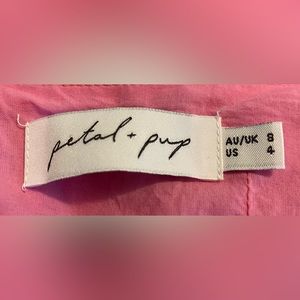 petal + pup
AU/UK 8
US 4